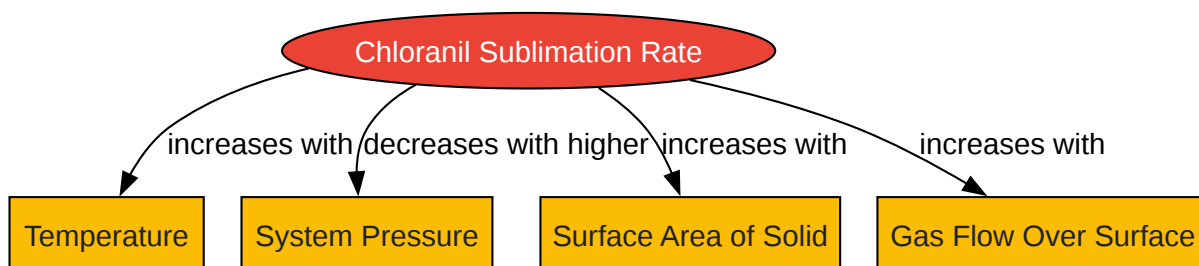 Chloranil Sublimation Rate
increases with
decreases with higher
increases with
increases with
Temperature
System Pressure
Surface Area of Solid
Gas Flow Over Surface